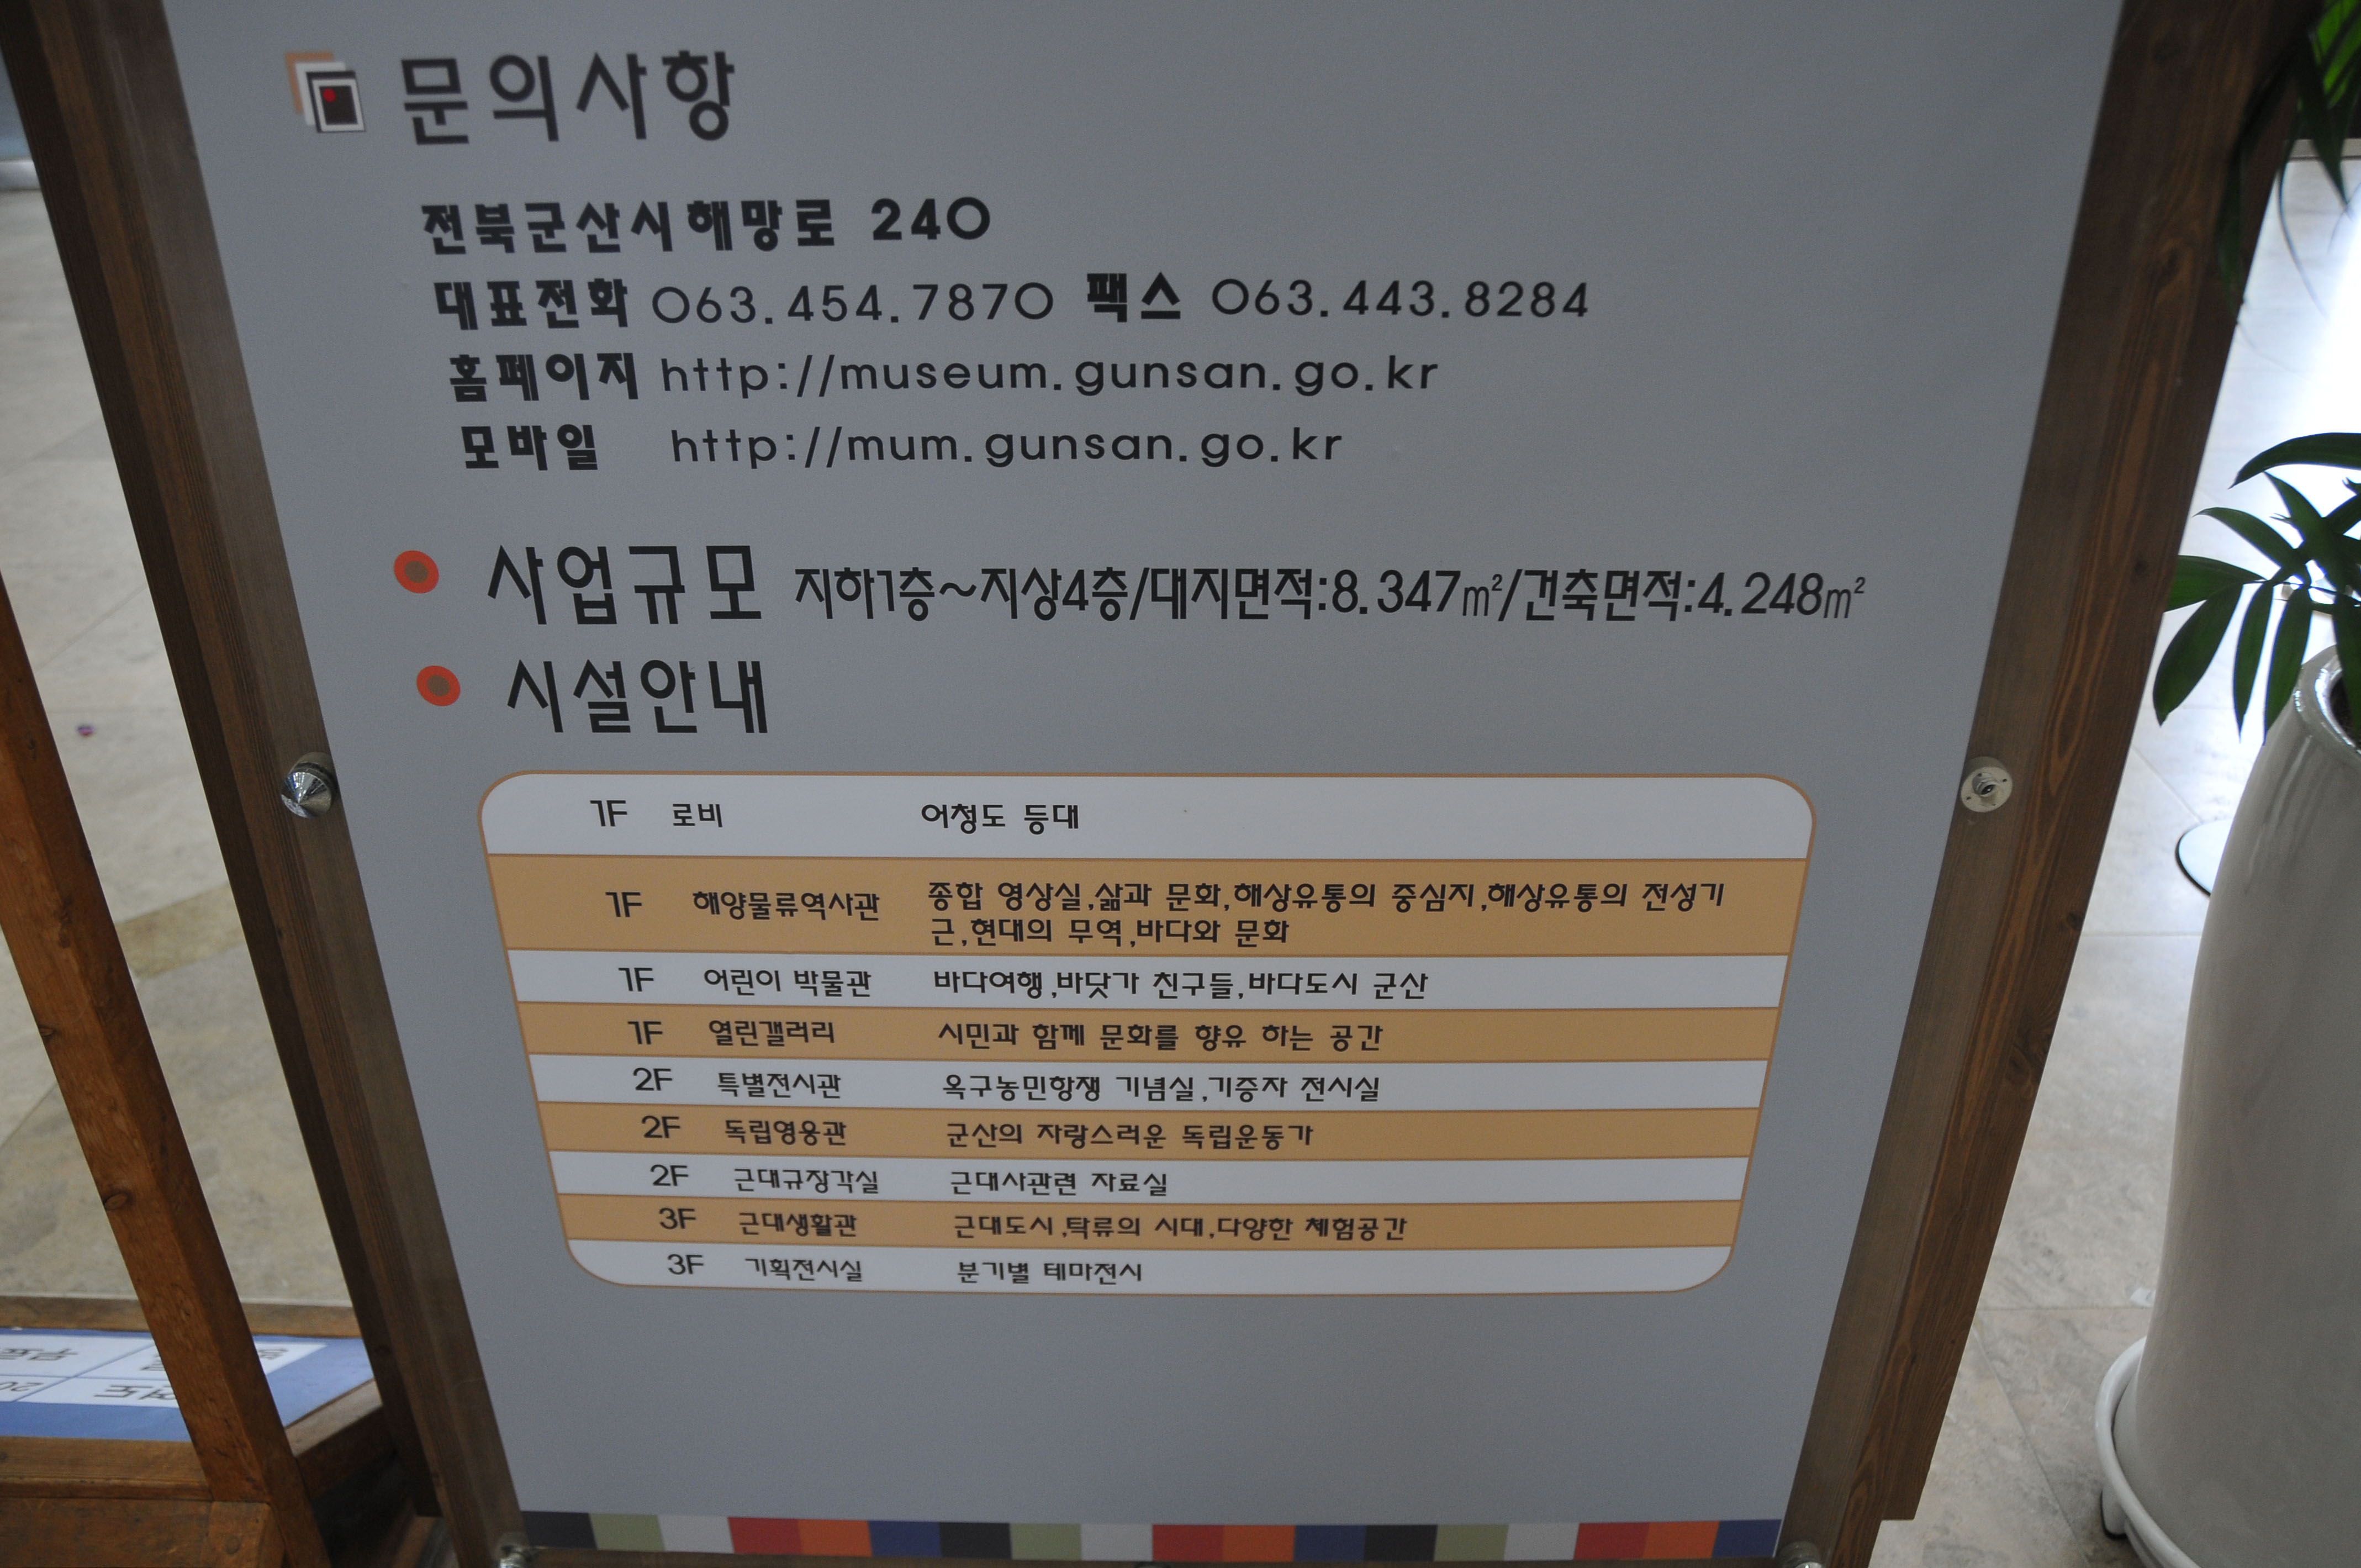 문의사항
전북군산시해망로 240
대표전화 063.454.7870 팩스 063.443.8284
홈페이지 http://museum.gunsan.go.kr
모바일 http://mum.gunsan.go.kr
사업규모 지하1층~지상4층/대지면적:8.347㎡/건축면적:4.248㎡
시설안내
1F 로비 어청도 등대
1F 해양물류역사관 종합 영상실,삶과 문화,해상유통의 중심지,해상유통의 전성기
근,현대의 무역,바다와 문화
1F 어린이 박물관 바다여행,바닷가 친구들,바다도시 군산
1F 열린갤러리 시민과 함께 문화를 향유 하는 공간
2F 특별전시관 옥구농민항쟁 기념실,기증자 전시실
2F 독립영웅관 군산의 자랑스러운 독립운동가
2F 근대규장각실 근대사관련 자료실
3F 근대생활관 근대도시,탁류의 시대,다양한 체험공간
3F 기획전시실 분기별 테마전시